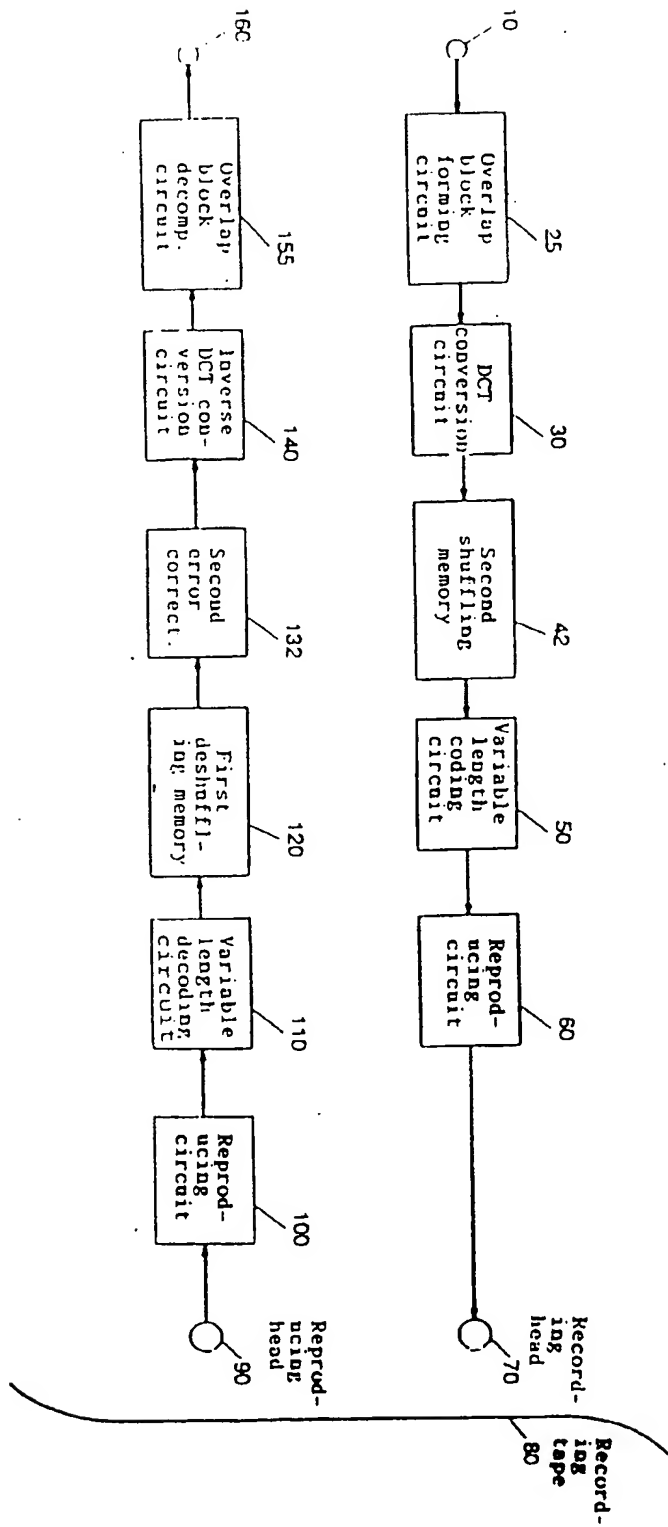 10
Overlap
block
forming
circuit
25
DCT
conversion
circuit
30
Second
shuffling
memory
42
Variable
length
coding
circuit
50
Reprod-
ucing
circuit
60
Record-
ing
head
70
Record-
ing
tape
80
160
Overlap
block
decomp.
circuit
155
Inverse
DCT con-
version
circuit
140
Second
error
correct.
132
First
deshuffl-
ing memory
120
Variable
length
decoding
circuit
110
Reprod-
ucing
circuit
100
Reprod-
ucing
head
90